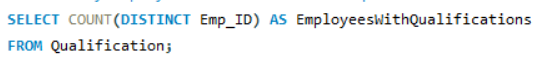 SELECT COUNT(DISTINCT Emp_ID) AS EmployeesWithQualifications
FROM Qualification;